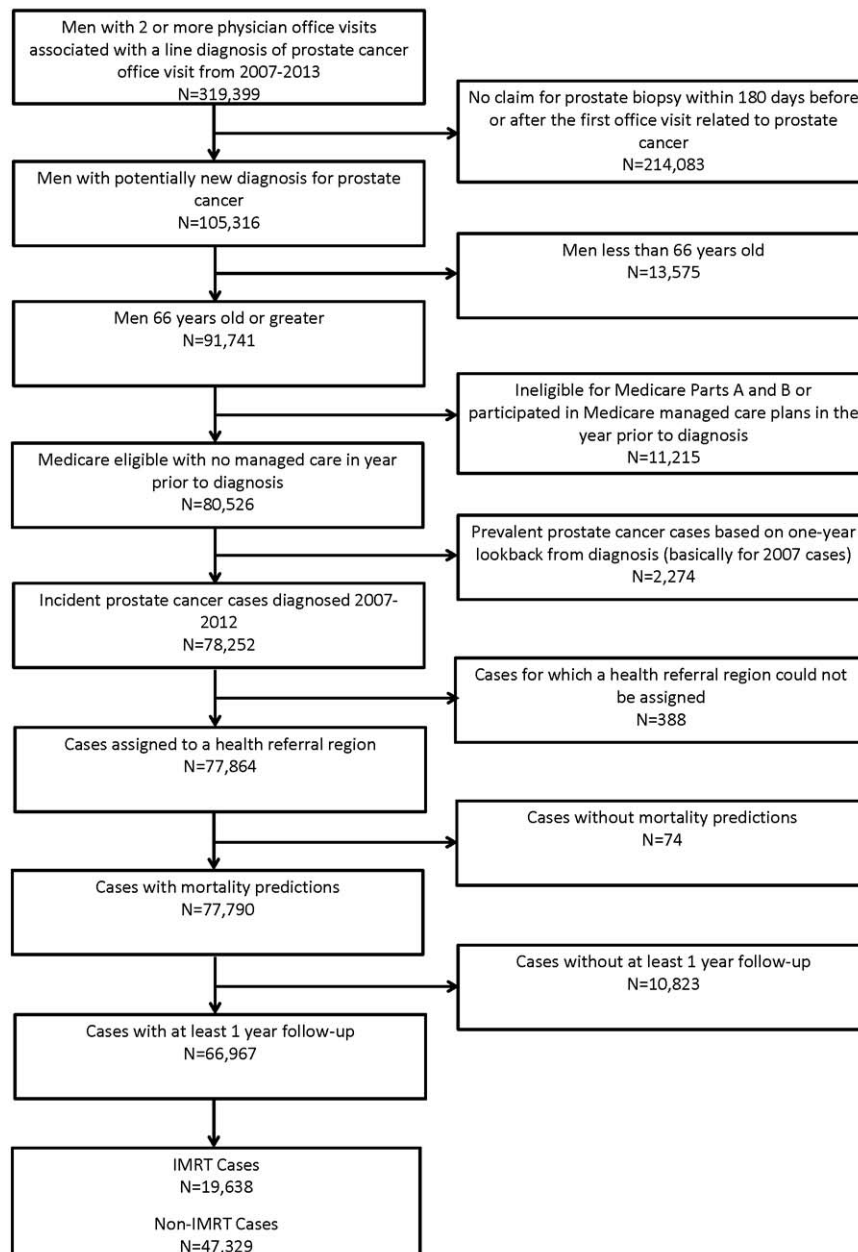 Men with 2 or more physician office visits
associated with a line diagnosis of prostate cancer
office visit from 2007-2013
N=319,399
No claim for prostate biopsy within 180 days before
or after the first office visit related to prostate
cancer
N=214,083
Men with potentially new diagnosis for prostate
cancer
N=105,316
Men less than 66 years old
N=13,575
Men 66 years old or greater
N=91,741
Ineligible for Medicare Parts A and B or
participated in Medicare managed care plans in the
year prior to diagnosis
N=11,215
Medicare eligible with no managed care in year
prior to diagnosis
N=80,526
Prevalent prostate cancer cases based on one-year
lookback from diagnosis (basically for 2007 cases)
N=2,274
Incident prostate cancer cases diagnosed 2007-
2012
N=78,252
Cases for which a health referral region could not
be assigned
N=388
Cases assigned to a health referral region
N=77,864
Cases without mortality predictions
N=74
Cases with mortality predictions
N=77,790
Cases without at least 1 year follow-up
N=10,823
Cases with at least 1 year follow-up
N=66,967
IMRT Cases
N=19,638
Non-IMRT Cases
N=47,329